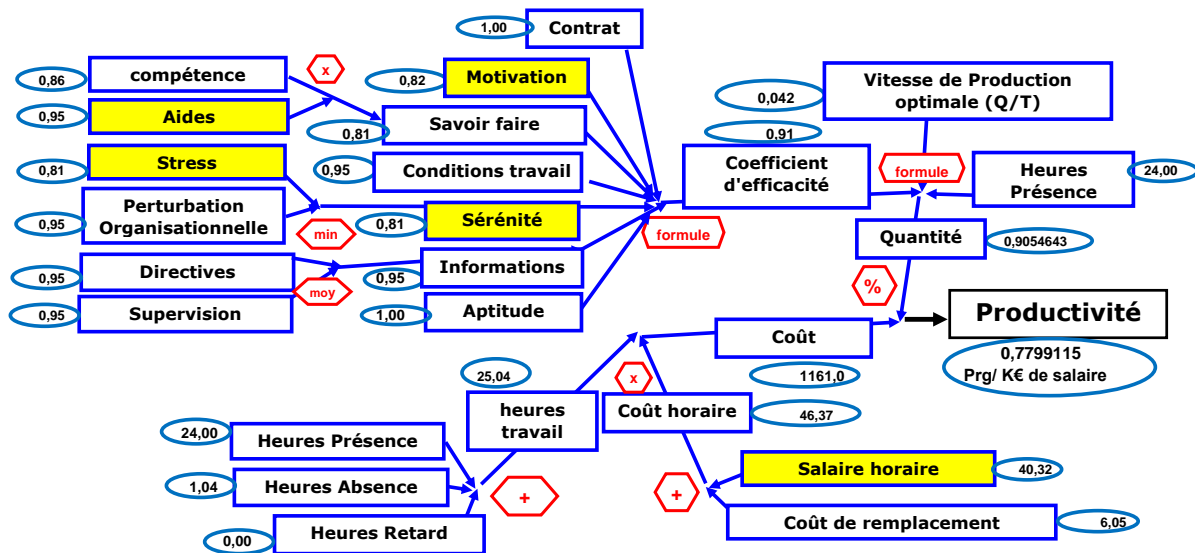 1,00
Contrat
0,86
compétence
x
0,82
Motivation
0,95
Aides
0,81
Savoir faire
0,81
Stress
0,95
Conditions travail
0,95
Perturbation
Organisationnelle
min
0,81
Sérénité
0,95
Directives
moy
0,95
Informations
0,95
Supervision
1,00
Aptitude
formule
0,042
Vitesse de Production
optimale (Q/T)
0,91
Coefficient
d'efficacité
formule
Heures
Présence
24,00
Quantité
0,9054643
%
Productivité
0,7799115
Prg/ K€ de salaire
Coût
1161,0
25,04
heures
travail
x
Coût horaire
46,37
24,00
Heures Présence
1,04
Heures Absence
0,00
Heures Retard
+
+
Salaire horaire
40,32
Coût de remplacement
6,05